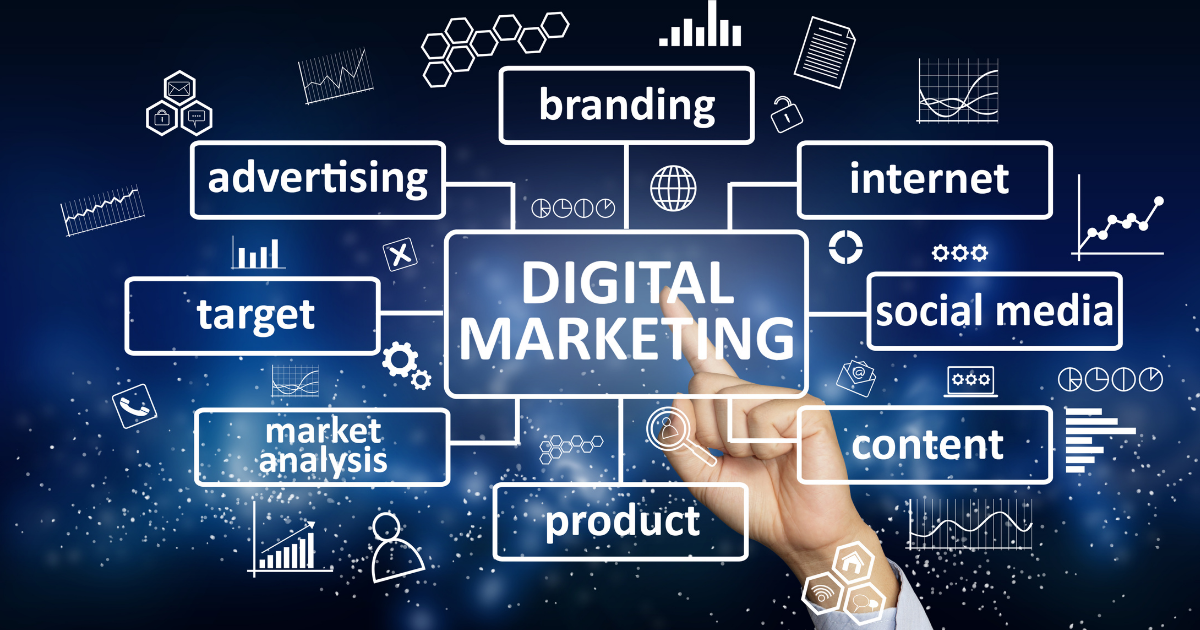 branding
advertising
internet
DIGITAL
MARKETING
target
social media
market
analysis
content
product